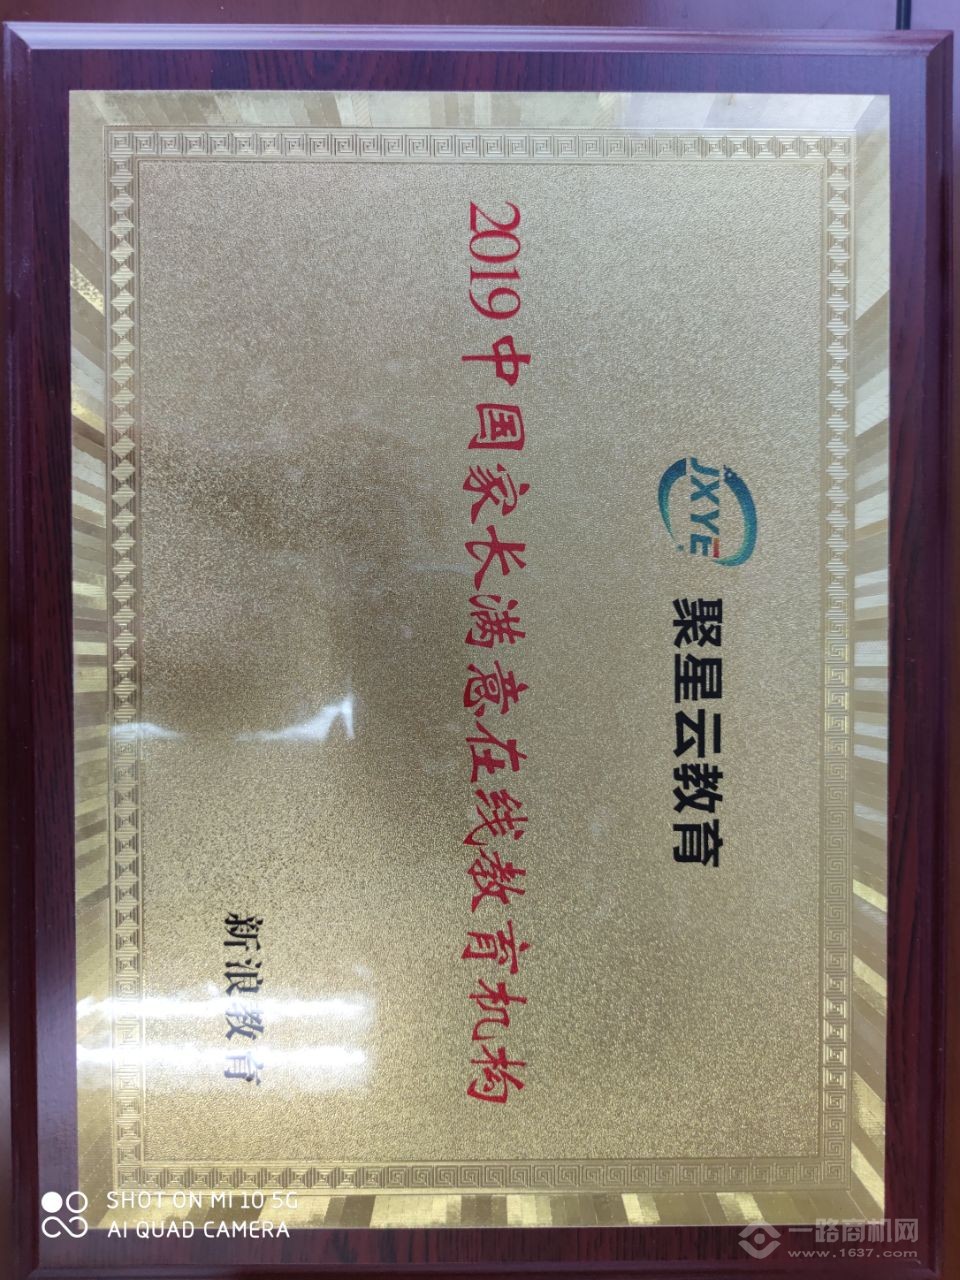 JXYE
聚星云教育
2019中国家长满意在线教育机构
新浪教育
SHOT ON MI 10 5G
AI QUAD CAMERA
一路商机网
www.1637.com